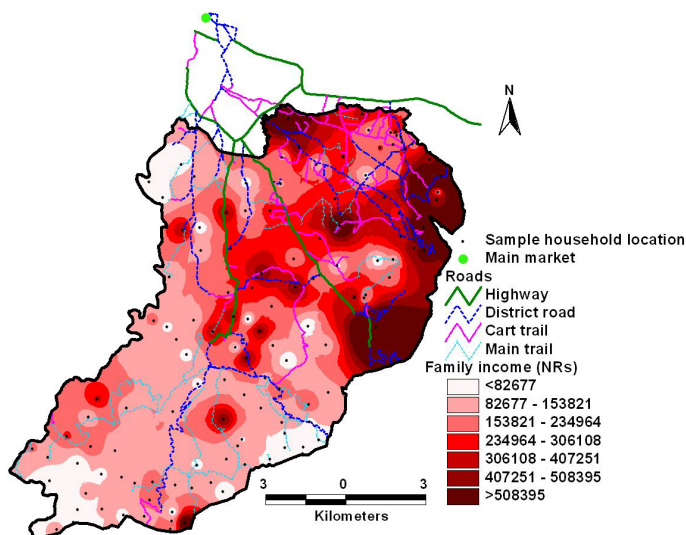 N
Sample household location
Main market
Roads
Highway
District road
Cart trail
Main trail
Family income (NRs)
<82677
82677 - 153821
153821 - 234964
234964 - 306108
306108 - 407251
407251 - 508395
>508395
3 0 3
Kilometers